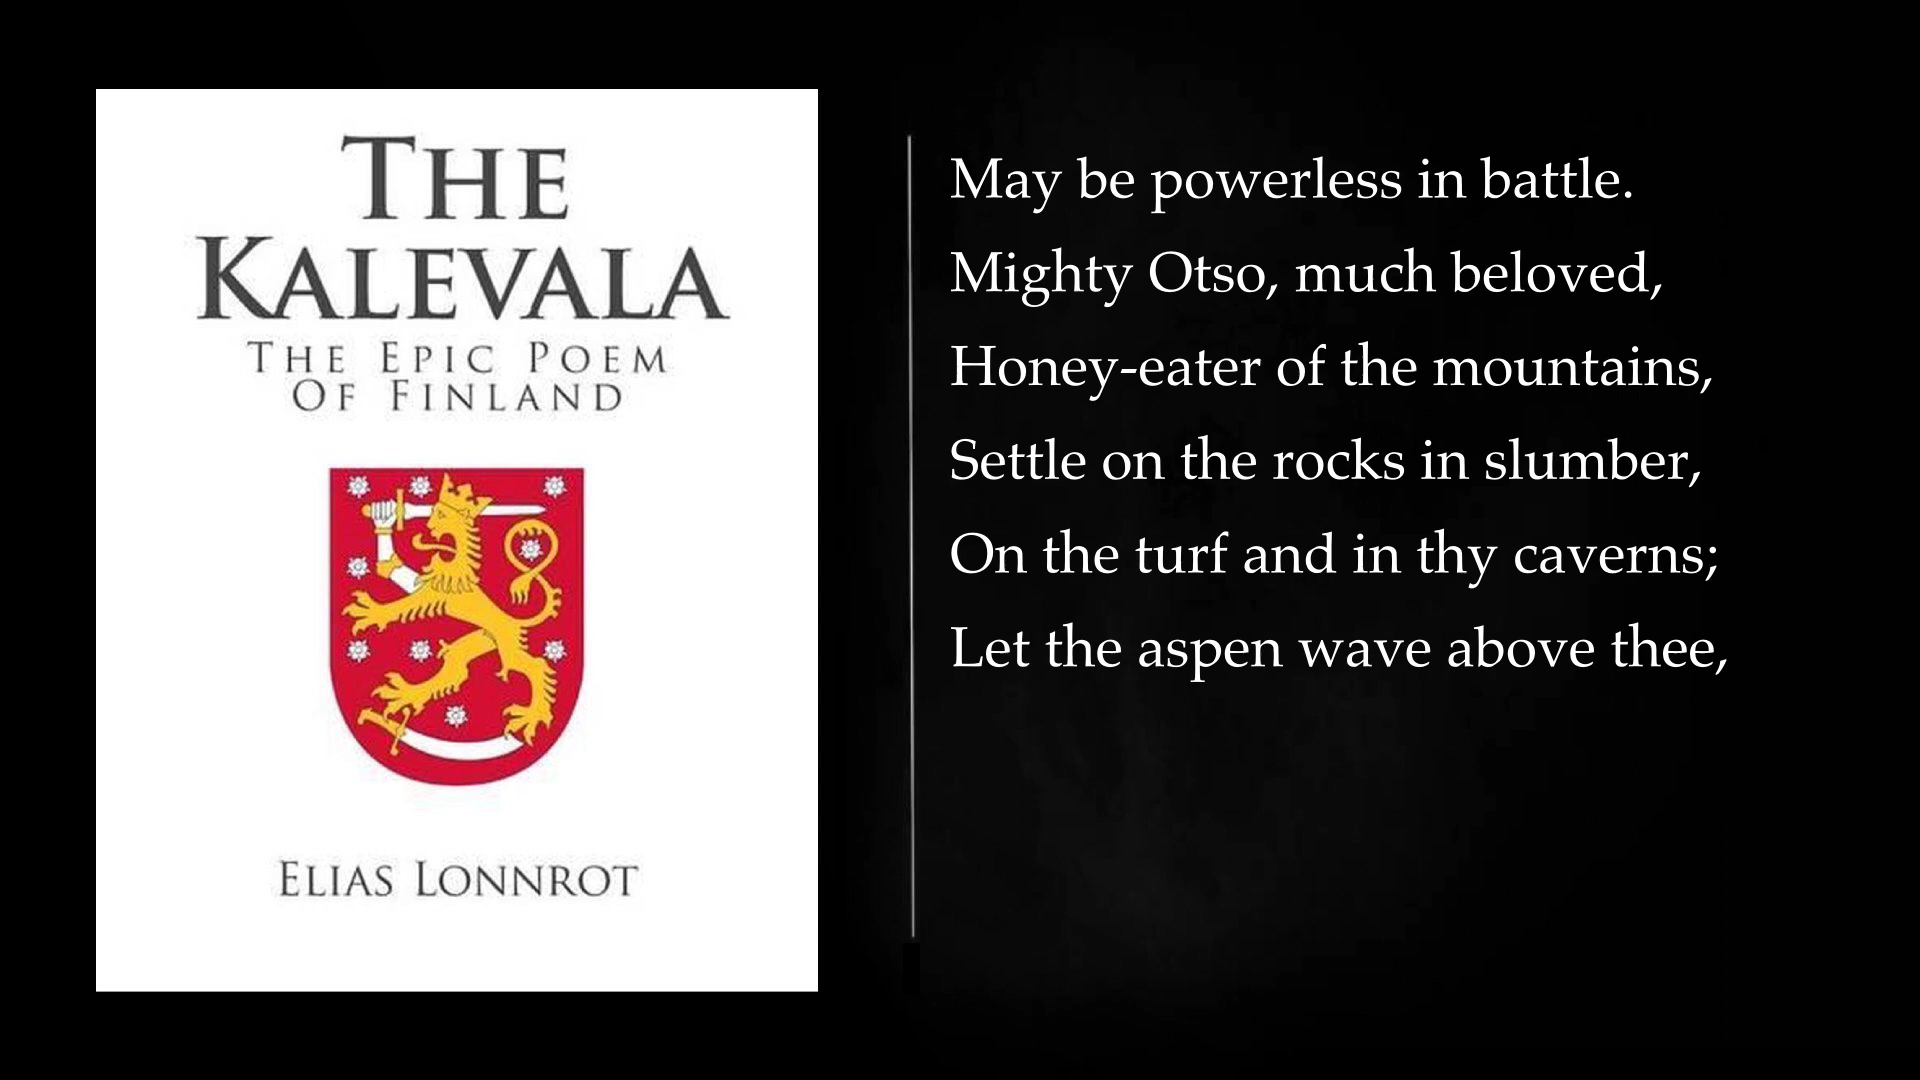 THE
KALEVALA
THE EPIC POEM
OF FINLAND
ELIAS LONNROT
May be powerless in battle.
Mighty Otso, much beloved,
Honey-eater of the mountains,
Settle on the rocks in slumber,
On the turf and in thy caverns;
Let the aspen wave above thee,